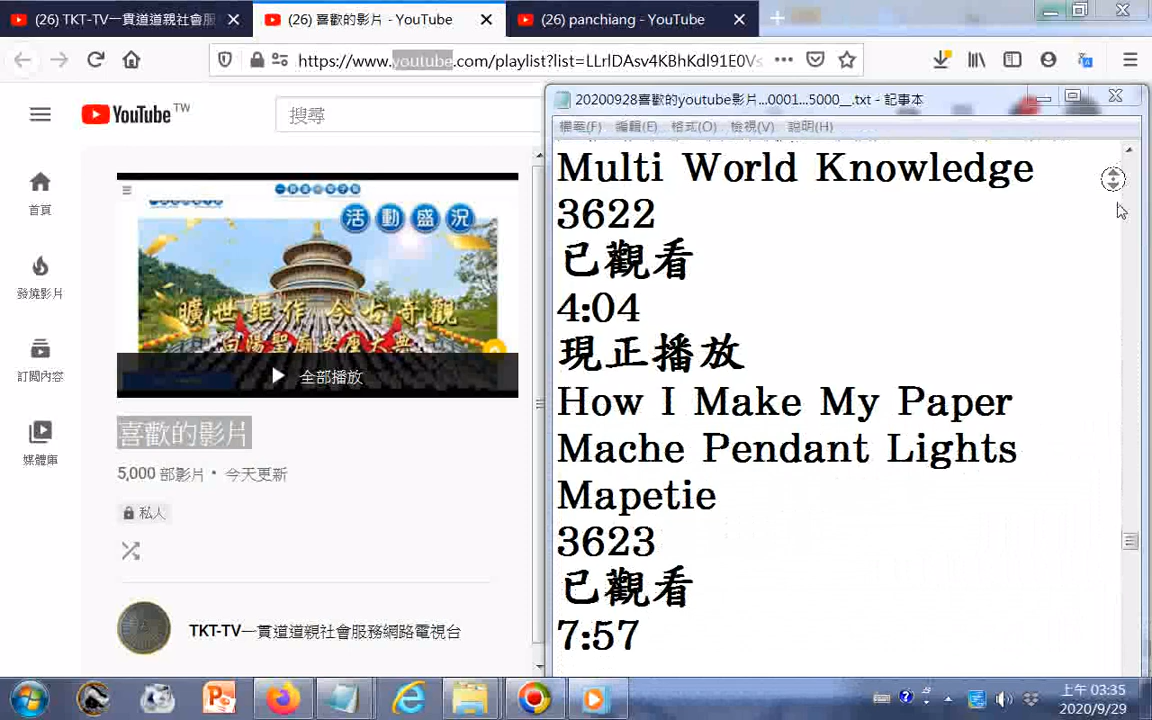 (26) TKT-TV一貫道道親社會服
(26) 喜歡的影片 - YouTube
(26) panchiang - YouTube
https://www.youtube.com/playlist?list=LLrlDAsv4KBhKdl91E0Vs
YouTube TW
搜尋
首頁
發燒影片
訂閱內容
媒體庫
活動盛況
曠世鉅作 今古奇觀
全部播放
喜歡的影片
5,000 部影片 • 今天更新
私人
TKT-TV一貫道道親社會服務網路電視台
20200928喜歡的youtube影片...0001...5000__.txt - 記事本
檔案(F) 編輯(E) 格式(O) 檢視(V) 說明(H)
Multi World Knowledge
3622
已觀看
4:04
現正播放
How I Make My Paper
Mache Pendant Lights
Mapetie
3623
已觀看
7:57
上午 03:35
2020/9/29